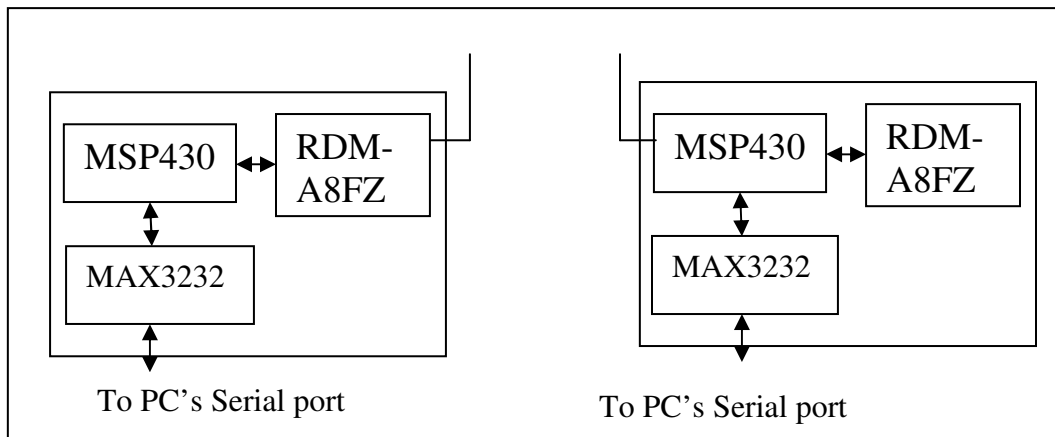 MSP430
RDM-
A8FZ
MAX3232
To PC's Serial port
MSP430
RDM-
A8FZ
MAX3232
To PC's Serial port